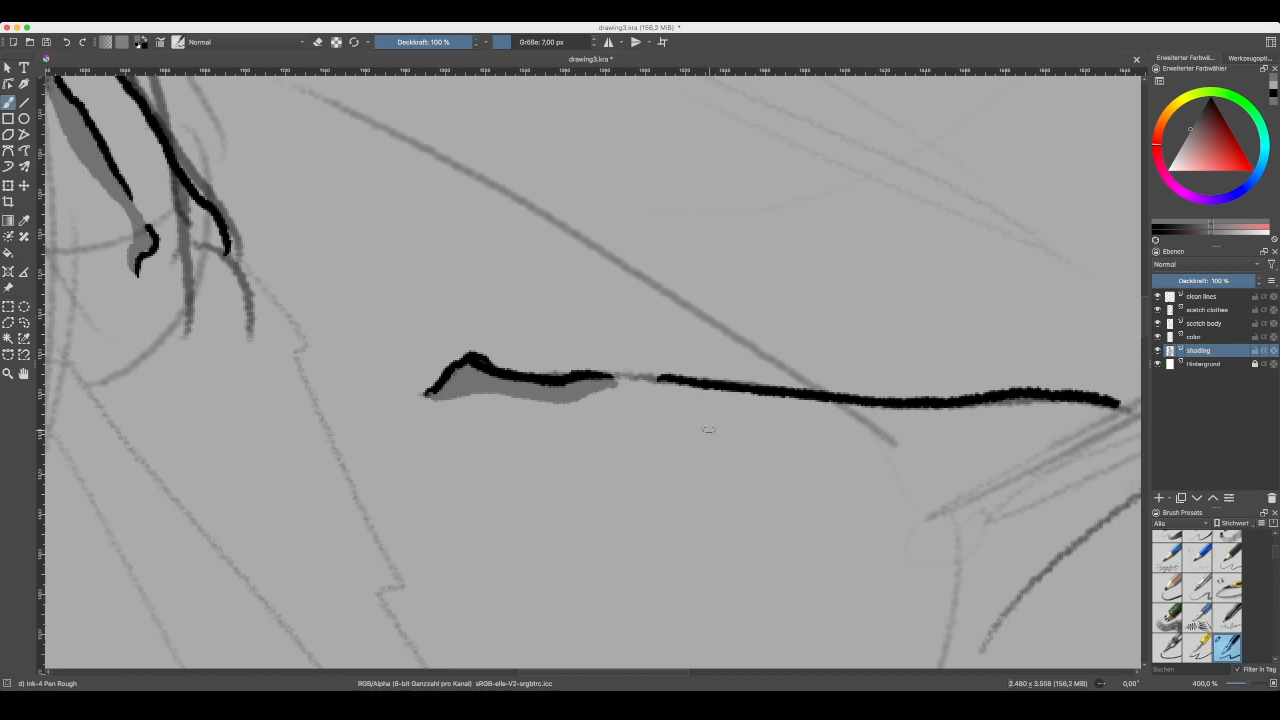 drawing3.kra (156,2 MiB) *
Normal
Deckkraft: 100 %
Größe: 7,00 px
drawing3.kra *
Erweiterter Farbwä...
Werkzeugopti...
Erweiterter Farbwähler
Ebenen
Normal
Deckkraft: 100 %
clean lines
scetch clothes
scetch body
color
shading
Hintergrund
Brush Presets
Alle
Stichwort
Suchen
Filter in Tag
d) Ink-4 Pen Rough
RGB/Alpha (8-bit Ganzzahl pro Kanal) sRGB-elle-V2-srgbtrc.icc
2.480 x 3.508 (156,2 MiB)
0,00°
400,0 %